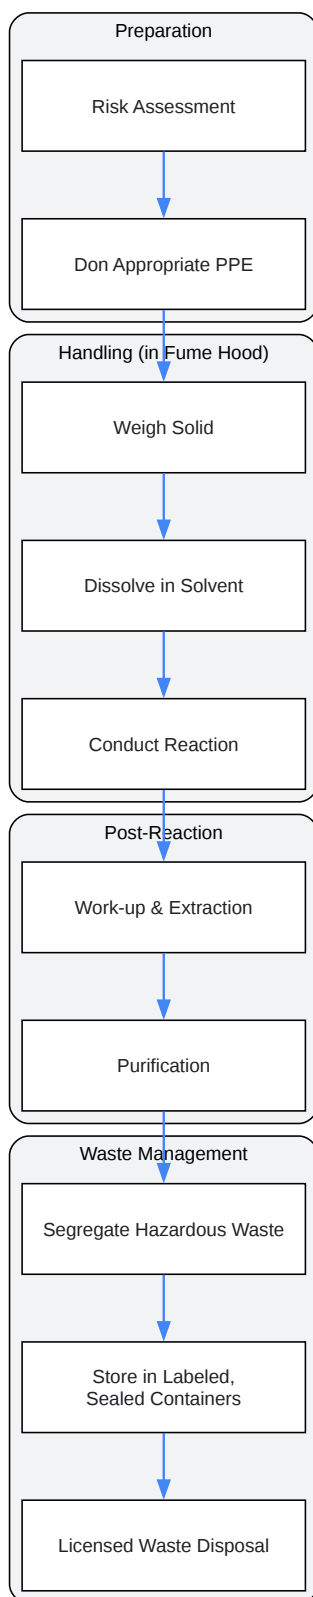 Preparation
Risk Assessment
Don Appropriate PPE
Handling (in Fume Hood)
Weigh Solid
Dissolve in Solvent
Conduct Reaction
Post-Reaction
Work-up & Extraction
Purification
Waste Management
Segregate Hazardous Waste
Store in Labeled,
Sealed Containers
Licensed Waste Disposal